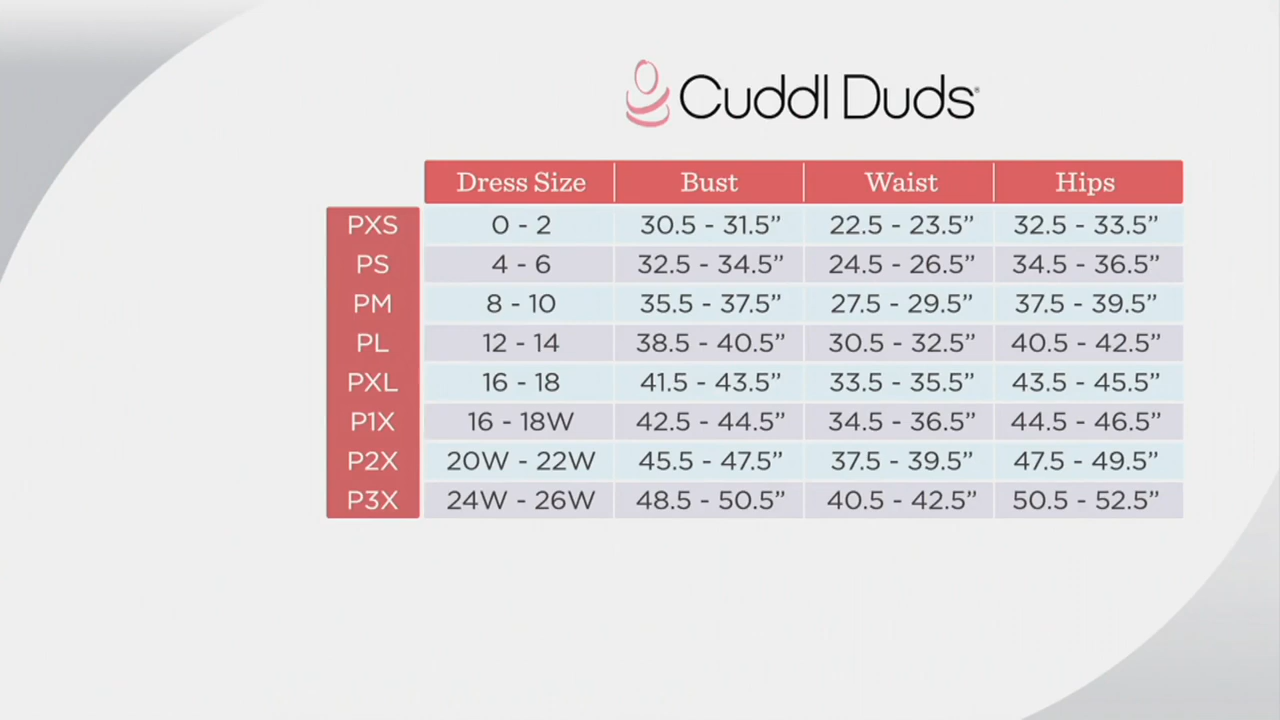 Cuddl Duds®
Dress Size Bust Waist Hips
PXS 0 - 2 30.5 - 31.5” 22.5 - 23.5” 32.5 - 33.5”
PS 4 - 6 32.5 - 34.5” 24.5 - 26.5” 34.5 - 36.5”
PM 8 - 10 35.5 - 37.5” 27.5 - 29.5” 37.5 - 39.5”
PL 12 - 14 38.5 - 40.5” 30.5 - 32.5” 40.5 - 42.5”
PXL 16 - 18 41.5 - 43.5” 33.5 - 35.5” 43.5 - 45.5”
P1X 16 - 18W 42.5 - 44.5” 34.5 - 36.5” 44.5 - 46.5”
P2X 20W - 22W 45.5 - 47.5” 37.5 - 39.5” 47.5 - 49.5”
P3X 24W - 26W 48.5 - 50.5” 40.5 - 42.5” 50.5 - 52.5”